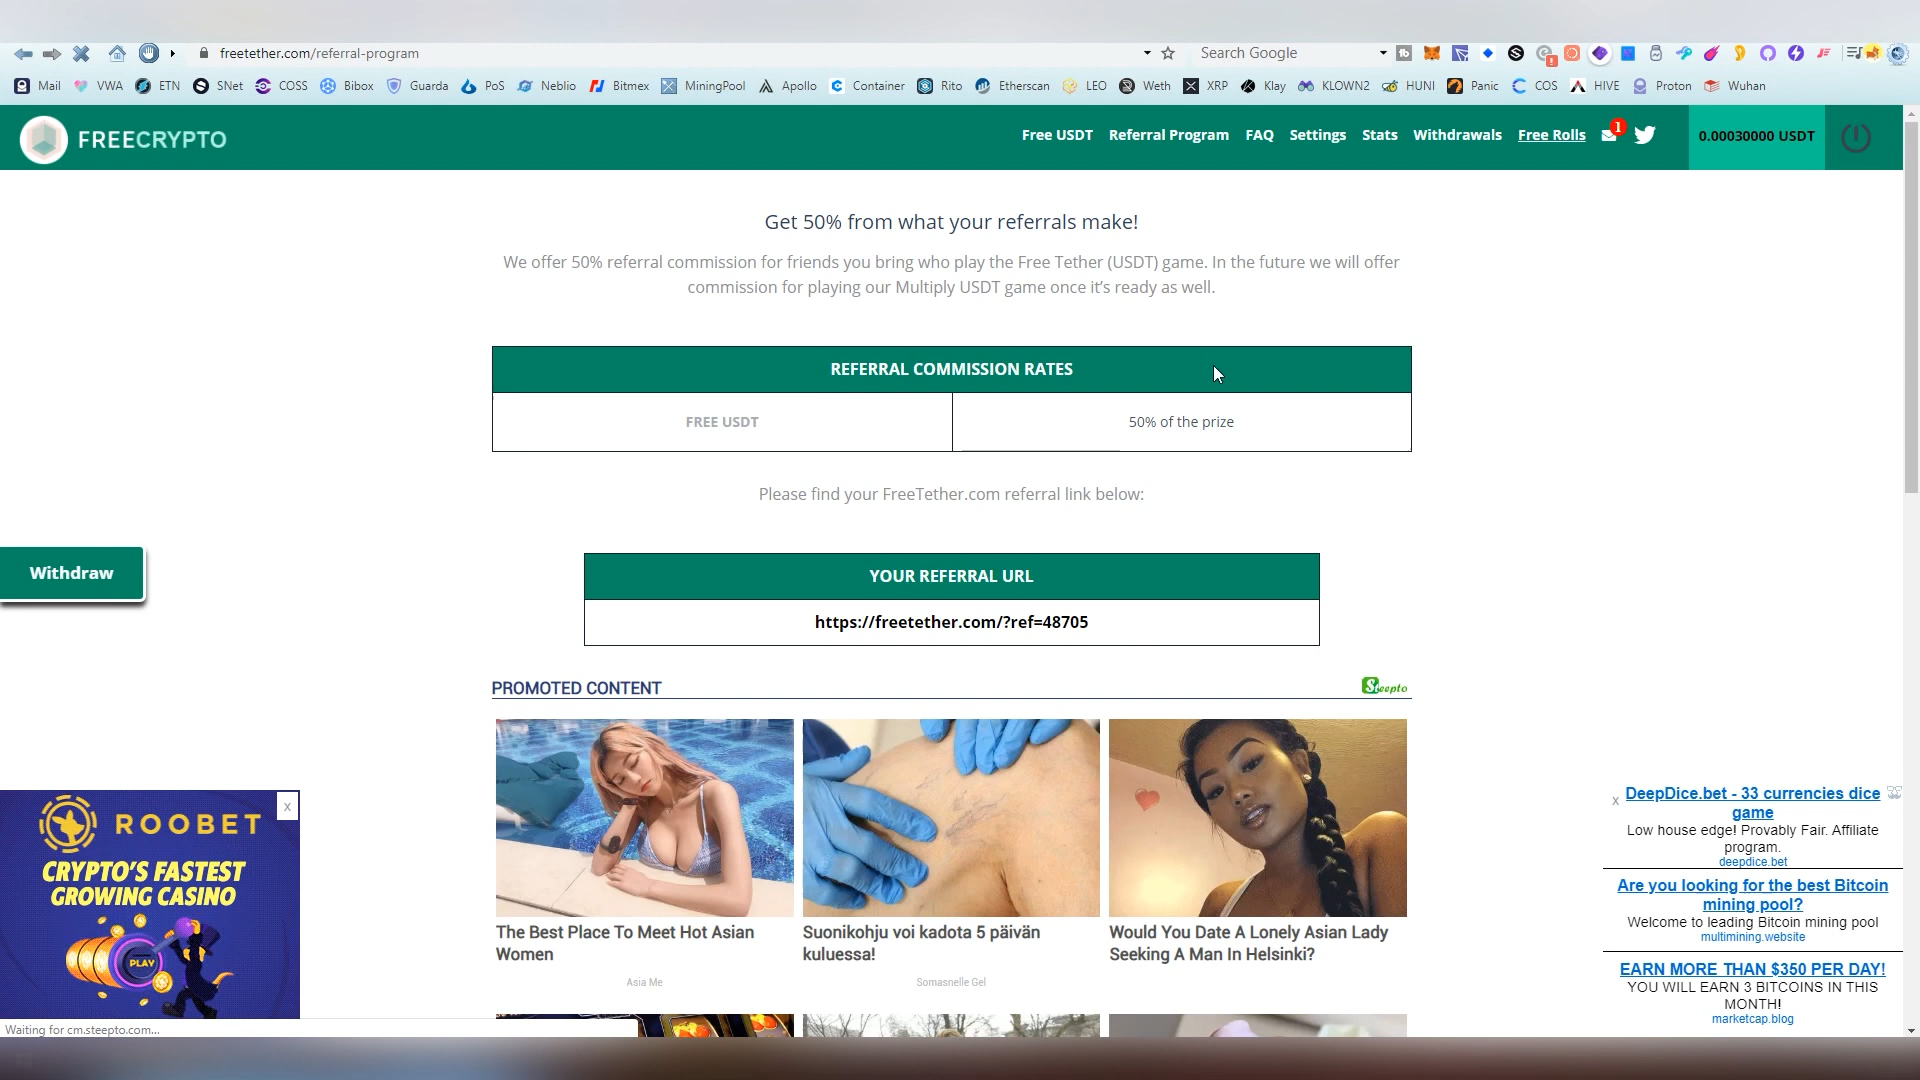 freetether.com/referral-program
Search Google
Mail VWA ETN SNet COSS Bibox Guarda PoS Neblio Bitmex MiningPool Apollo Container Rito Etherscan LEO Weth XRP Klay KLOWN2 HUNI Panic COS HIVE Proton Wuhan
FREECRYPTO
Free USDT Referral Program FAQ Settings Stats Withdrawals Free Rolls 1 0.00030000 USDT
Get 50% from what your referrals make!
We offer 50% referral commission for friends you bring who play the Free Tether (USDT) game. In the future we will offer
commission for playing our Multiply USDT game once it's ready as well.
REFERRAL COMMISSION RATES
FREE USDT 50% of the prize
Please find your FreeTether.com referral link below:
Withdraw
YOUR REFERRAL URL
https://freetether.com/?ref=48705
PROMOTED CONTENT
Steepto
The Best Place To Meet Hot Asian
Women
Asia Me
Suonikohju voi kadota 5 päivän
kuluessa!
Somasnelle Gel
Would You Date A Lonely Asian Lady
Seeking A Man In Helsinki?
x
ROOBET
CRYPTO'S FASTEST
GROWING CASINO
PLAY
x
DeepDice.bet - 33 currencies dice
game
Low house edge! Provably Fair. Affiliate
program.
deepdice.bet
Are you looking for the best Bitcoin
mining pool?
Welcome to leading Bitcoin mining pool
multimining.website
EARN MORE THAN $350 PER DAY!
YOU WILL EARN 3 BITCOINS IN THIS
MONTH!
marketcap.blog
Waiting for cm.steepto.com...